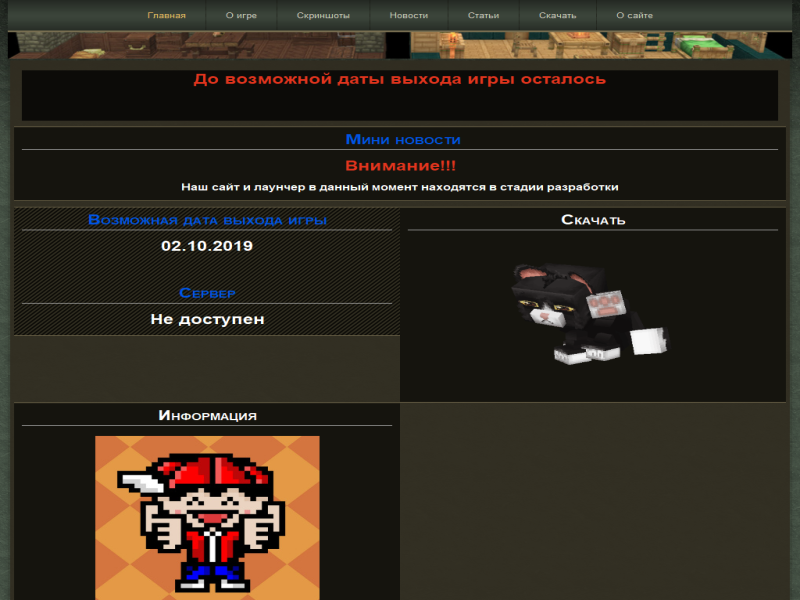 Главная
О игре
Скриншоты
Новости
Статьи
Скачать
О сайте
До возможной даты выхода игры осталось
Мини новости
Внимание!!!
Наш сайт и лаунчер в данный момент находятся в стадии разработки
Возможная дата выхода игры
02.10.2019
Сервер
Не доступен
Скачать
Информация